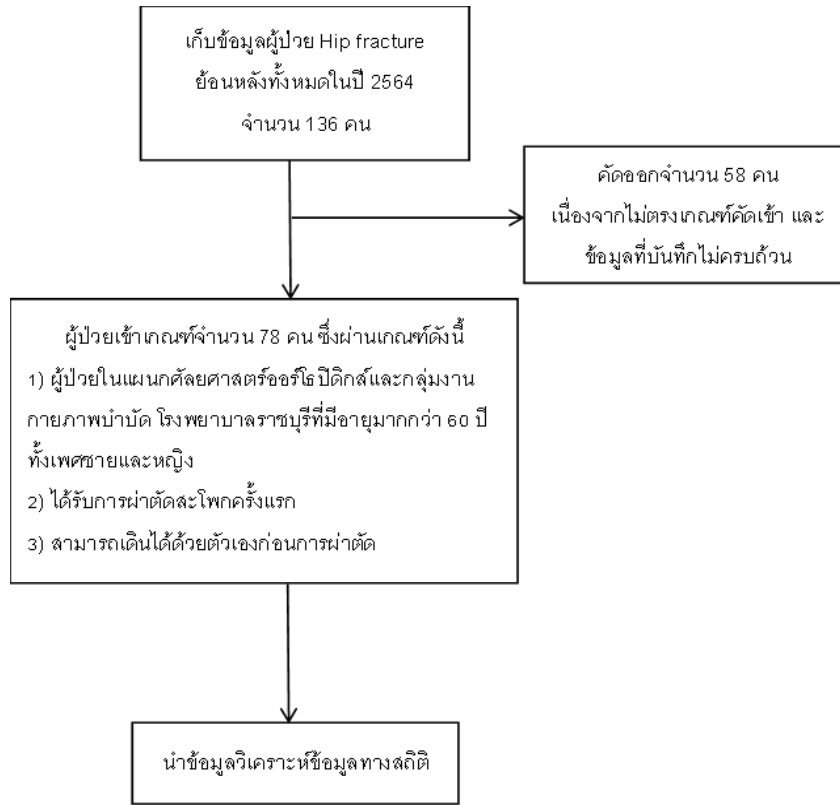 เก็บข้อมูลผู้ป่วย Hip fracture
ย้อนหลังทั้งหมดในปี 2564
จำนวน 136 คน
คัดออกจำนวน 58 คน
เนื่องจากไม่ตรงเกณฑ์คัดเข้า และ
ข้อมูลที่บันทึกไม่ครบถ้วน
ผู้ป่วยเข้าเกณฑ์จำนวน 78 คน ซึ่งผ่านเกณฑ์ดังนี้
1) ผู้ป่วยในแผนกศัลยศาสตร์ออร์โธปิดิกส์และกลุ่มงาน
กายภาพบำบัด โรงพยาบาลราชบุรีที่มีอายุมากกว่า 60 ปี
ทั้งเพศชายและหญิง
2) ได้รับการผ่าตัดสะโพกครั้งแรก
3) สามารถเดินได้ด้วยตัวเองก่อนการผ่าตัด
นำข้อมูลวิเคราะห์ข้อมูลทางสถิติ